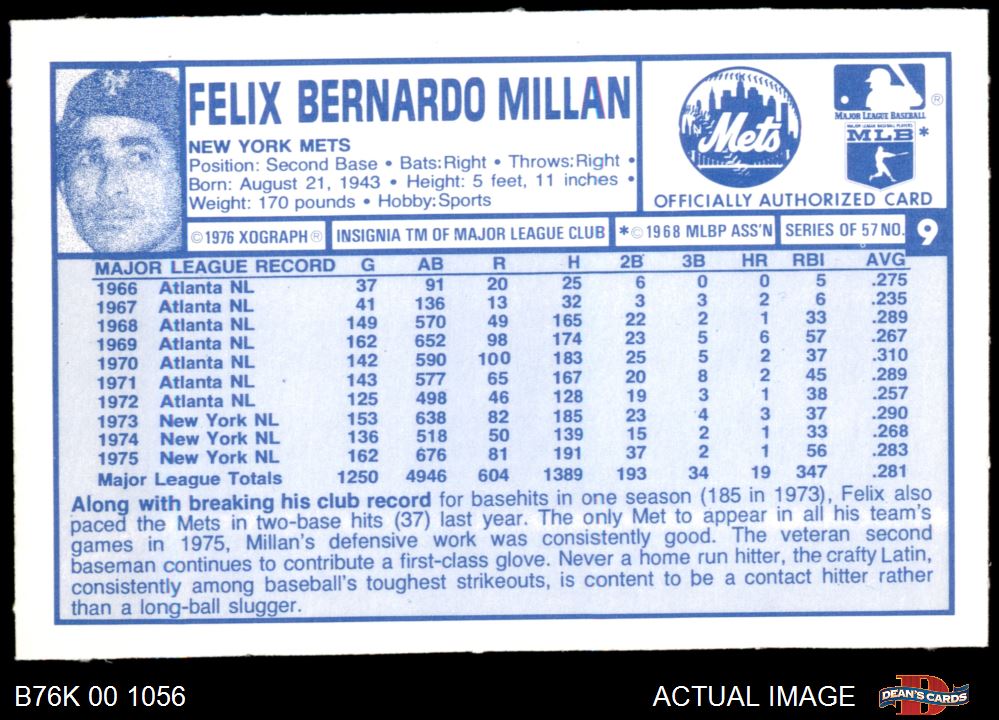 FELIX BERNARDO MILLAN
NEW YORK METS
Position: Second Base • Bats:Right • Throws:Right •
Born: August 21, 1943 • Height: 5 feet, 11 inches •
Weight: 170 pounds • Hobby:Sports
Mets
®
MAJOR LEAGUE BASEBALL
MAJOR LEAGUE BASEBALL PLAYERS
MLB *
OFFICIALLY AUTHORIZED CARD
©1976 XOGRAPH® INSIGNIA TM OF MAJOR LEAGUE CLUB *©1968 MLBP ASS'N SERIES OF 57 NO. 9
MAJOR LEAGUE RECORD G AB R H 2B 3B HR RBI AVG
1966 Atlanta NL 37 91 20 25 6 0 0 5 .275
1967 Atlanta NL 41 136 13 32 3 3 2 6 .235
1968 Atlanta NL 149 570 49 165 22 2 1 33 .289
1969 Atlanta NL 162 652 98 174 23 5 6 57 .267
1970 Atlanta NL 142 590 100 183 25 5 2 37 .310
1971 Atlanta NL 143 577 65 167 20 8 2 45 .289
1972 Atlanta NL 125 498 46 128 19 3 1 38 .257
1973 New York NL 153 638 82 185 23 4 3 37 .290
1974 New York NL 136 518 50 139 15 2 1 33 .268
1975 New York NL 162 676 81 191 37 2 1 56 .283
Major League Totals 1250 4946 604 1389 193 34 19 347 .281
Along with breaking his club record for basehits in one season (185 in 1973), Felix also
paced the Mets in two-base hits (37) last year. The only Met to appear in all his team's
games in 1975, Millan's defensive work was consistently good. The veteran second
baseman continues to contribute a first-class glove. Never a home run hitter, the crafty Latin,
consistently among baseball's toughest strikeouts, is content to be a contact hitter rather
than a long-ball slugger.
B76K 00 1056
ACTUAL IMAGE
DEAN'S CARDS